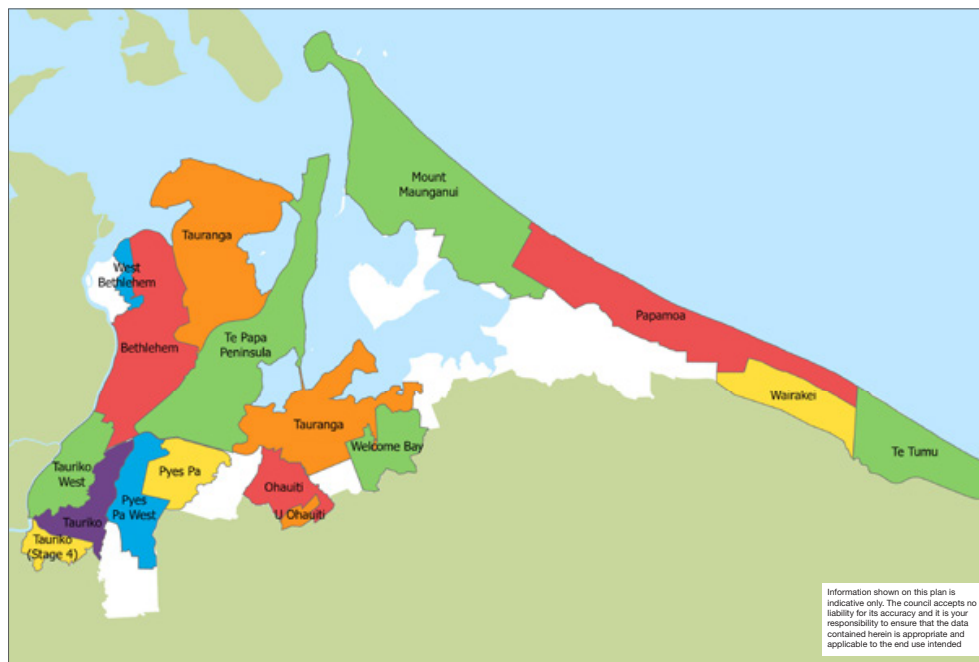 Mount
Maunganui
Tauranga
West
Bethlehem
Bethlehem
Te Papa
Peninsula
Papamoa
Wairakei
Te Tumu
Tauranga
Welcome Bay
Tauriko
West
Pyes Pa
Ohauiti
Pyes
Pa West
U Ohauiti
Tauriko
Tauriko
(Stage 4)
Information shown on this plan is
indicative only. The council accepts no
liability for its accuracy and it is your
responsibility to ensure that the data
contained herein is appropriate and
applicable to the end use intended